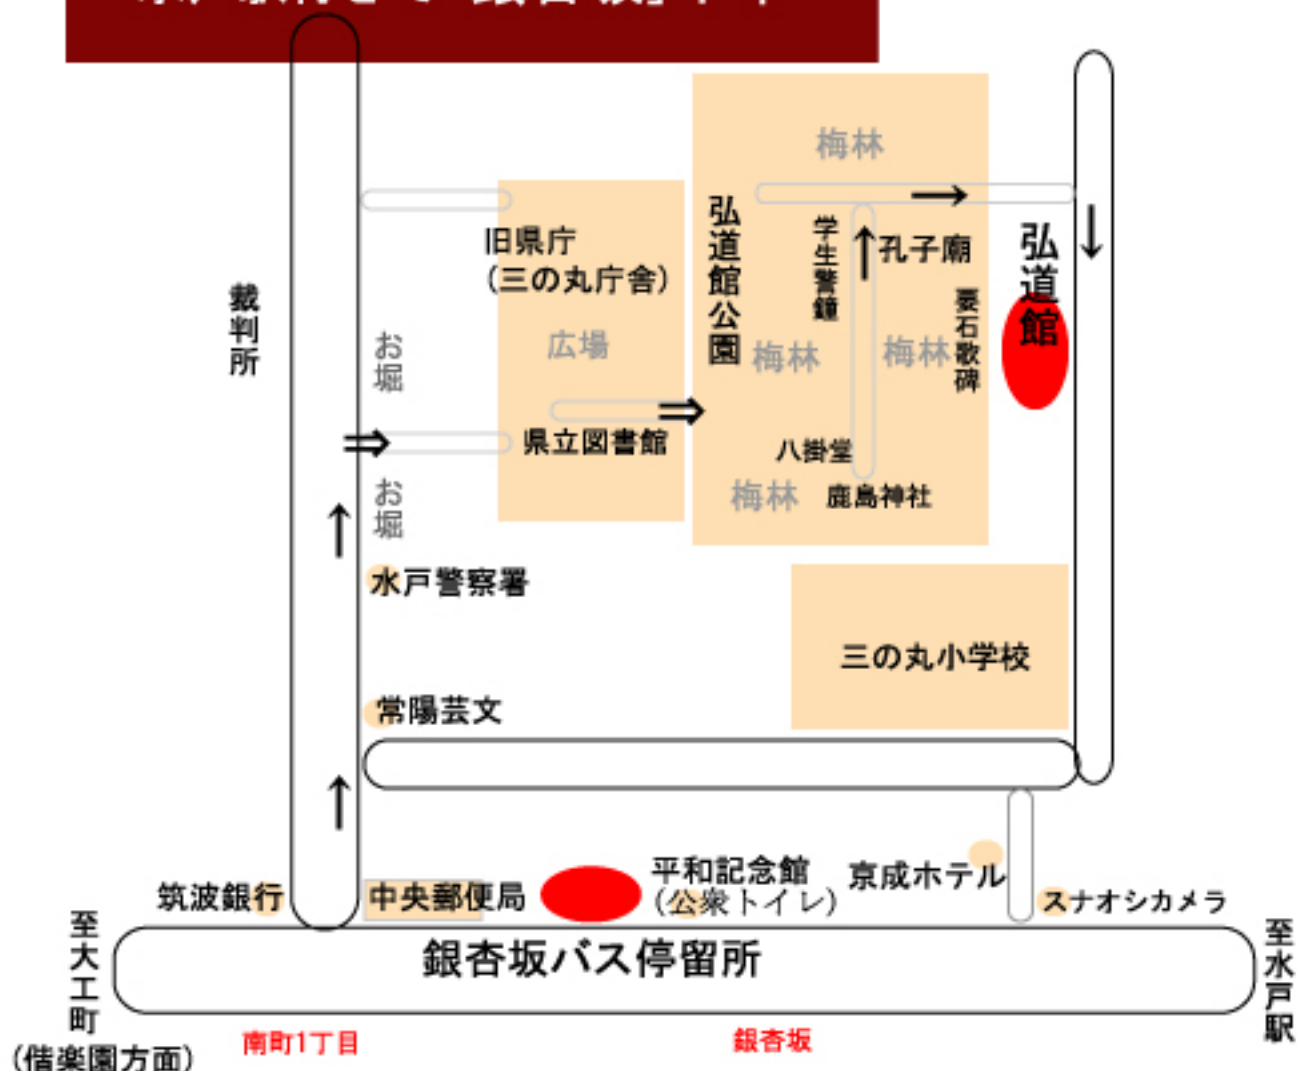 梅林
弘道館公園
学生警鐘
孔子廟
弘道館
旧県庁
(三の丸庁舎)
要石歌碑
裁判所
お堀
広場
梅林
梅林
県立図書館
八掛堂
お堀
梅林
鹿島神社
水戸警察署
三の丸小学校
常陽芸文
筑波銀行
中央郵便局
平和記念館
(公衆トイレ)
京成ホテル
スナオシカメラ
至大工町
(偕楽園方面)
銀杏坂バス停留所
至水戸駅
南町1丁目
銀杏坂